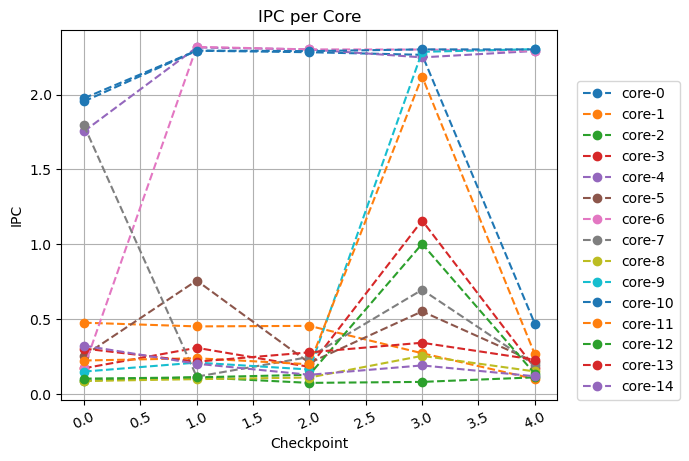 IPC per Core
IPC
2.0
1.5
1.0
0.5
0.0
0.0 0.5 1.0 1.5 2.0 2.5 3.0 3.5 4.0
Checkpoint
core-0
core-1
core-2
core-3
core-4
core-5
core-6
core-7
core-8
core-9
core-10
core-11
core-12
core-13
core-14